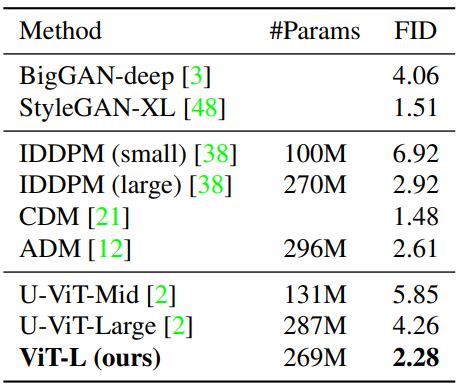 Method #Params FID
BigGAN-deep [3] 4.06
StyleGAN-XL [48] 1.51
IDDPM (small) [38] 100M 6.92
IDDPM (large) [38] 270M 2.92
CDM [21] 1.48
ADM [12] 296M 2.61
U-ViT-Mid [2] 131M 5.85
U-ViT-Large [2] 287M 4.26
ViT-L (ours) 269M 2.28